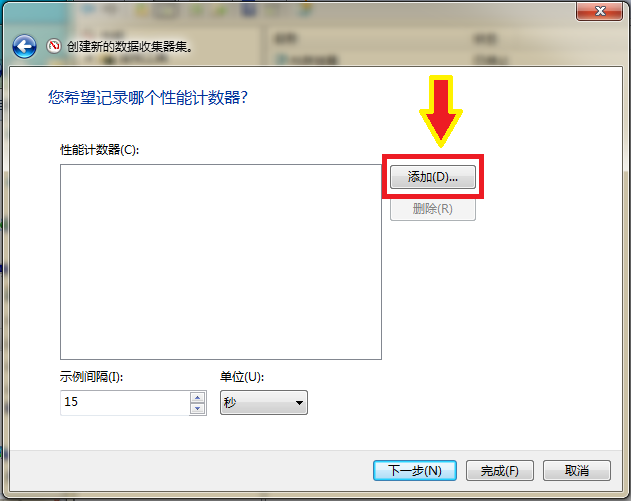 创建新的数据收集器集。
您希望记录哪个性能计数器?
性能计数器(C):
添加(D)...
删除(R)
示例间隔(I):
单位(U):
15
秒
下一步(N)
完成(F)
取消